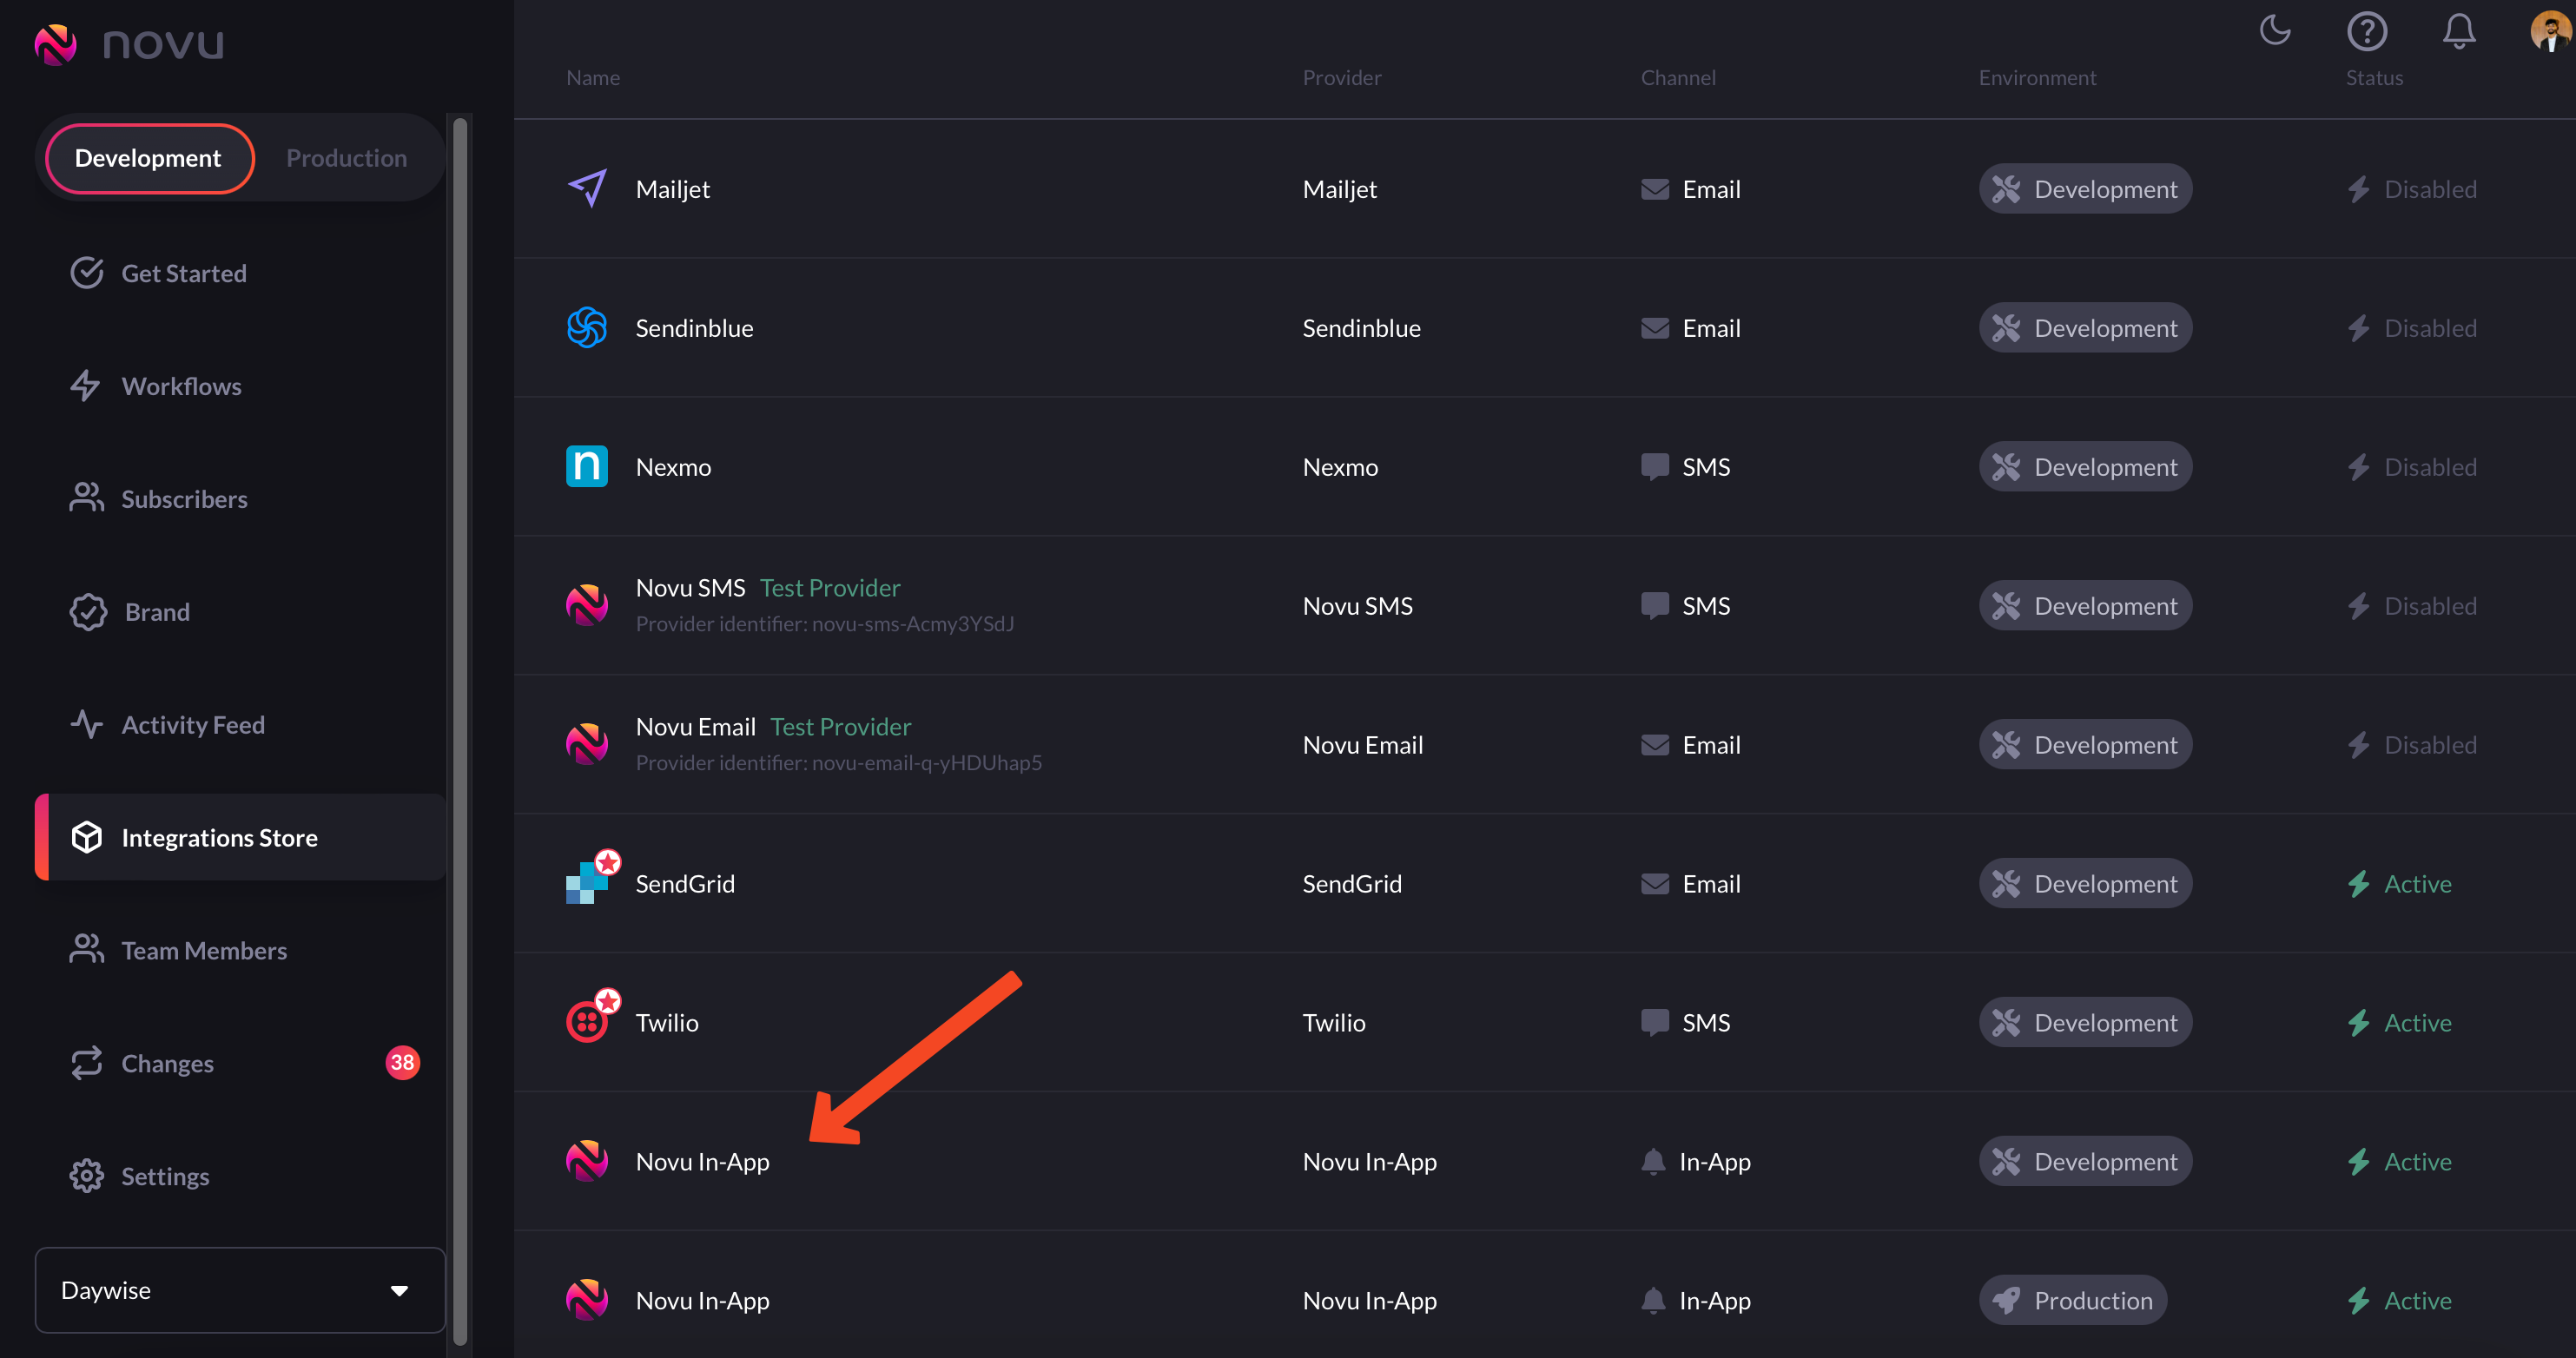 novu
Development Production
Get Started
Workflows
Subscribers
Brand
Activity Feed
Integrations Store
Team Members
Changes 38
Settings
Daywise
Name Provider Channel Environment Status
Mailjet Mailjet Email Development Disabled
Sendinblue Sendinblue Email Development Disabled
n Nexmo Nexmo SMS Development Disabled
Novu SMS Test Provider
Provider identifier: novu-sms-Acmy3YSdJ
Novu SMS SMS Development Disabled
Novu Email Test Provider
Provider identifier: novu-email-q-yHDUhap5
Novu Email Email Development Disabled
SendGrid SendGrid Email Development Active
Twilio Twilio SMS Development Active
Novu In-App Novu In-App In-App Development Active
Novu In-App Novu In-App In-App Production Active